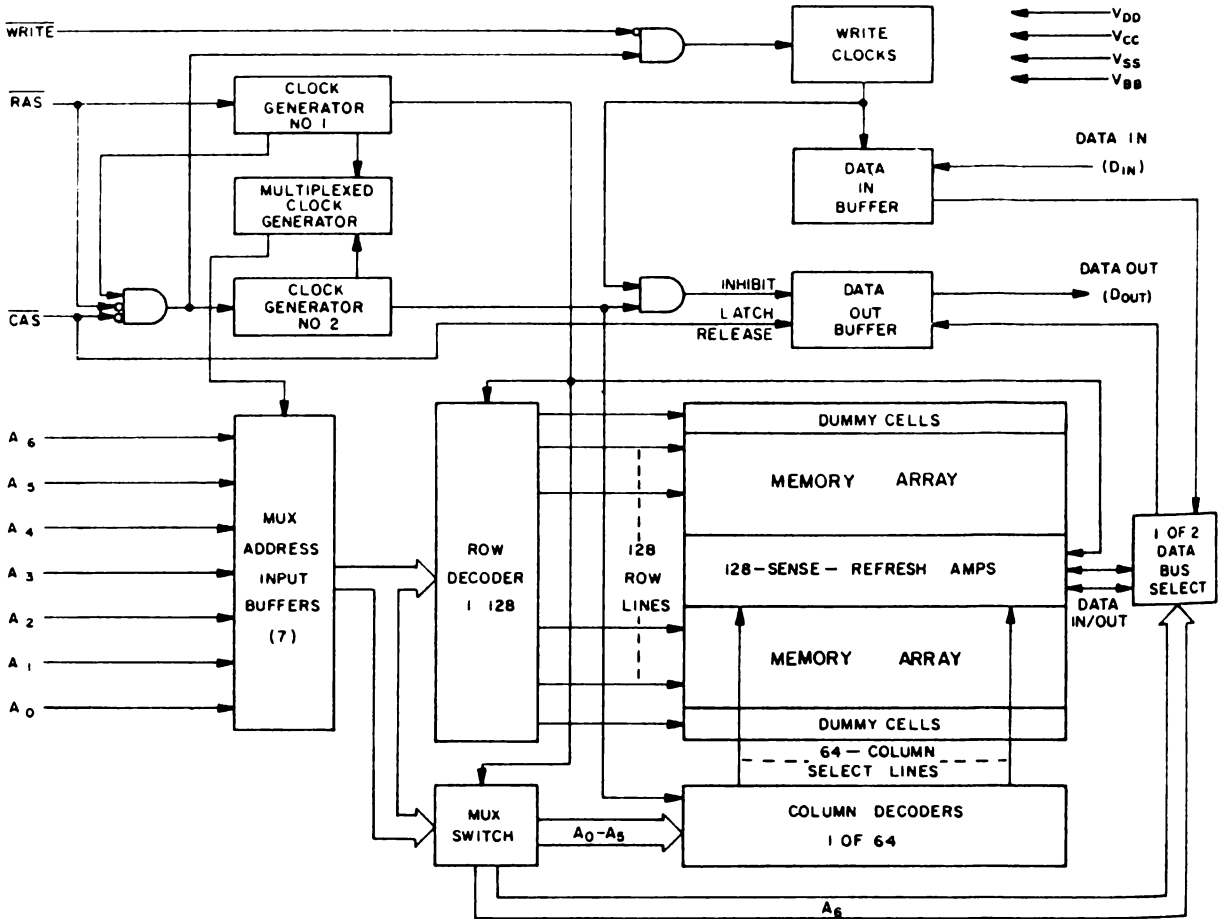 WRITE
WRITE
CLOCKS
VDD
VCC
VSS
VBB
RAS
CLOCK
GENERATOR
NO 1
MULTIPLEXED
CLOCK
GENERATOR
DATA
IN
BUFFER
DATA IN
(DIN)
CAS
CLOCK
GENERATOR
NO 2
INHIBIT
LATCH
RELEASE
DATA
OUT
BUFFER
DATA OUT
(DOUT)
A6
A5
A4
A3
A2
A1
A0
MUX
ADDRESS
INPUT
BUFFERS
(7)
ROW
DECODER
1 128
128
ROW
LINES
DUMMY CELLS
MEMORY ARRAY
128-SENSE-REFRESH AMPS
MEMORY ARRAY
DUMMY CELLS
DATA
IN/OUT
1 OF 2
DATA
BUS
SELECT
64-COLUMN
SELECT LINES
MUX
SWITCH
A0-A5
COLUMN DECODERS
1 OF 64
A6